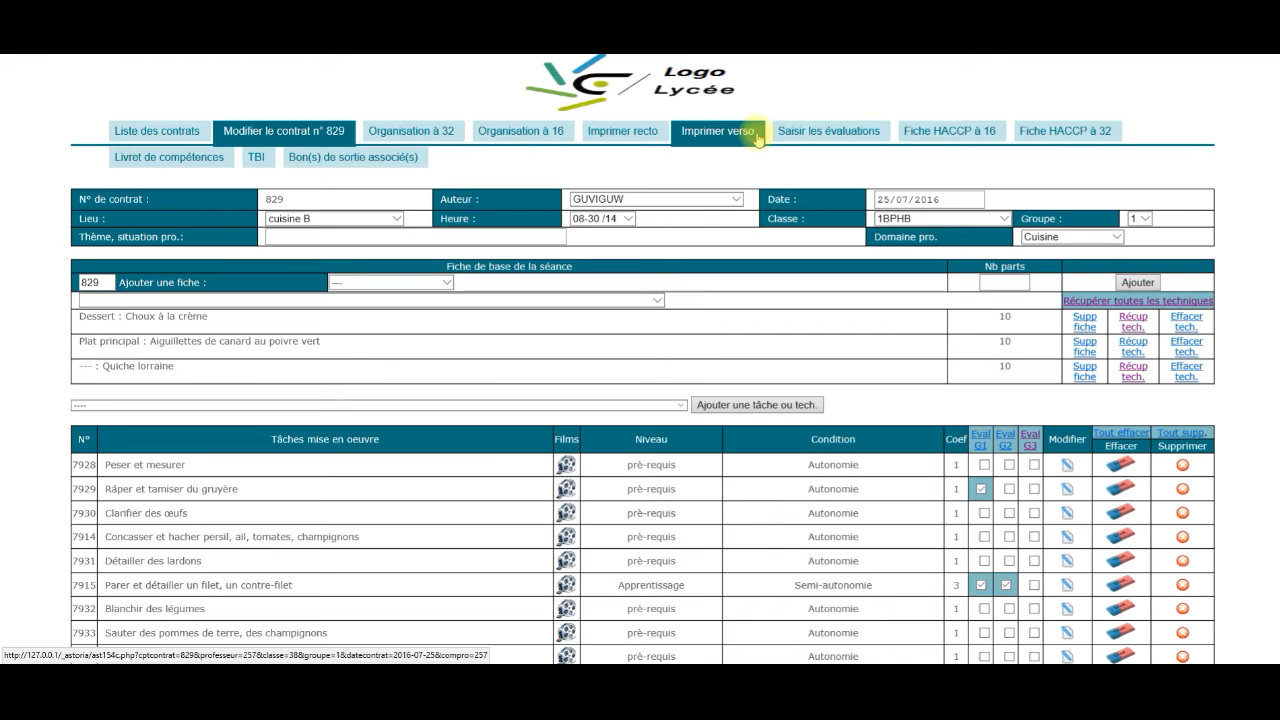 Logo
Lycée
Liste des contrats Modifier le contrat n° 829 Organisation à 32 Organisation à 16 Imprimer recto Imprimer verso Saisir les évaluations Fiche HACCP à 16 Fiche HACCP à 32
Livret de compétences TBI Bon(s) de sortie associé(s)
N° de contrat : 829 Auteur : GUVIGUW Date : 25/07/2016
Lieu : cuisine B Heure : 08-30 /14 Classe : 1BPHB Groupe : 1
Thème, situation pro.: Domaine pro. Cuisine
Fiche de base de la séance Nb parts
829 Ajouter une fiche : --- Ajouter
Récupérer toutes les techniques
Dessert : Choux à la crème 10 Supp fiche Récup tech. Effacer tech.
Plat principal : Aiguillettes de canard au poivre vert 10 Supp fiche Récup tech. Effacer tech.
--- : Quiche lorraine 10 Supp fiche Récup tech. Effacer tech.
---- Ajouter une tâche ou tech.
N° Tâches mise en oeuvre Films Niveau Condition Coef Eval G1 Eval G2 Eval G3 Modifier Tout effacer Effacer Tout supp. Supprimer
7928 Peser et mesurer prè-requis Autonomie 1
7929 Râper et tamiser du gruyère prè-requis Autonomie 1
7930 Clarifier des œufs prè-requis Autonomie 1
7914 Concasser et hacher persil, ail, tomates, champignons prè-requis Autonomie 1
7931 Détailler des lardons prè-requis Autonomie 1
7915 Parer et détailler un filet, un contre-filet Apprentissage Semi-autonomie 3
7932 Blanchir des légumes prè-requis Autonomie 1
7933 Sauter des pommes de terre, des champignons prè-requis Autonomie 1
prè-requis Autonomie 1
http://127.0.0.1/_astoria/ast154c.php?cptcontrat=829&professeur=257&classe=38&groupe=1&datecontrat=2016-07-25&compro=257